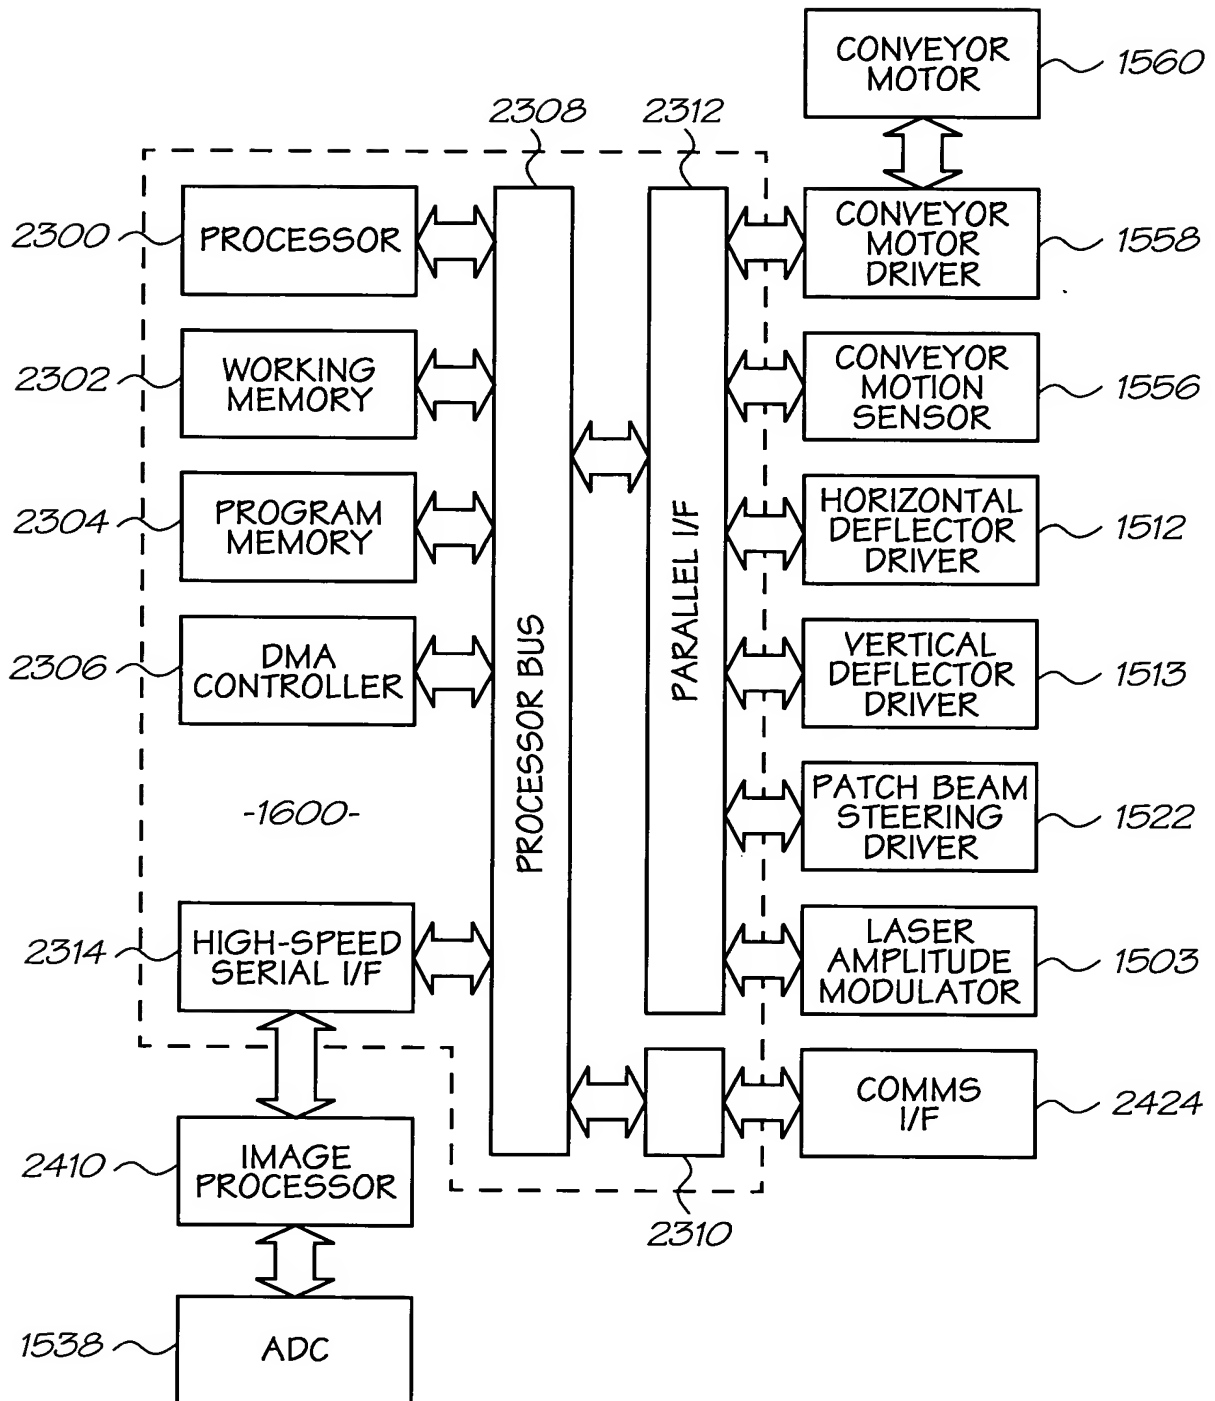 CONVEYOR
MOTOR
1560
2308
2312
2300
PROCESSOR
CONVEYOR
MOTOR
DRIVER
1558
2302
WORKING
MEMORY
CONVEYOR
MOTION
SENSOR
1556
2304
PROGRAM
MEMORY
HORIZONTAL
DEFLECTOR
DRIVER
1512
PROCESSOR BUS
PARALLEL I/F
2306
DMA
CONTROLLER
VERTICAL
DEFLECTOR
DRIVER
1513
-1600-
PATCH BEAM
STEERING
DRIVER
1522
2314
HIGH-SPEED
SERIAL I/F
LASER
AMPLITUDE
MODULATOR
1503
COMMS
I/F
2424
2410
IMAGE
PROCESSOR
2310
1538
ADC